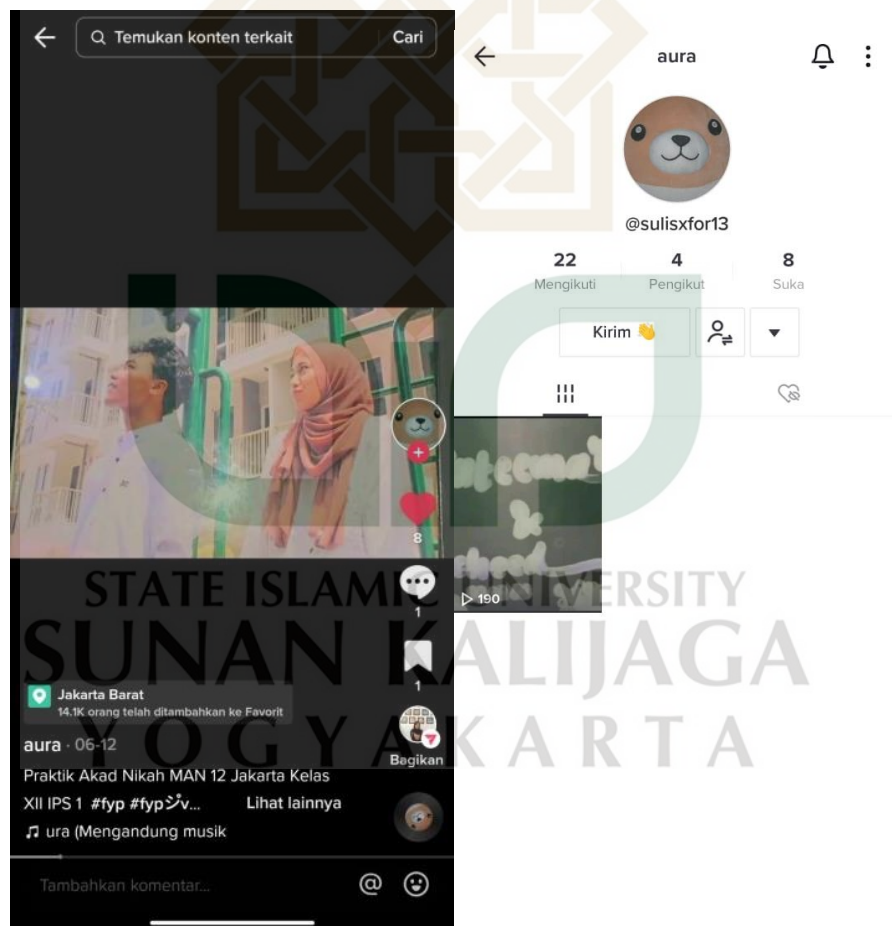 Temukan konten terkait
Cari
Jakarta Barat
14.1K orang telah ditambahkan ke Favorit
aura · 06-12
Praktik Akad Nikah MAN 12 Jakarta Kelas
XII IPS 1 #fyp #fypシv... Lihat lainnya
ura (Mengandung musik
8
1
1
Bagikan
Tambahkan komentar...
aura
@sulisxfor13
22
Mengikuti
4
Pengikut
8
Suka
Kirim 👋
190
STATE ISLAMIC UNIVERSITY
SUNAN KALIJAGA
YOGYAKARTA